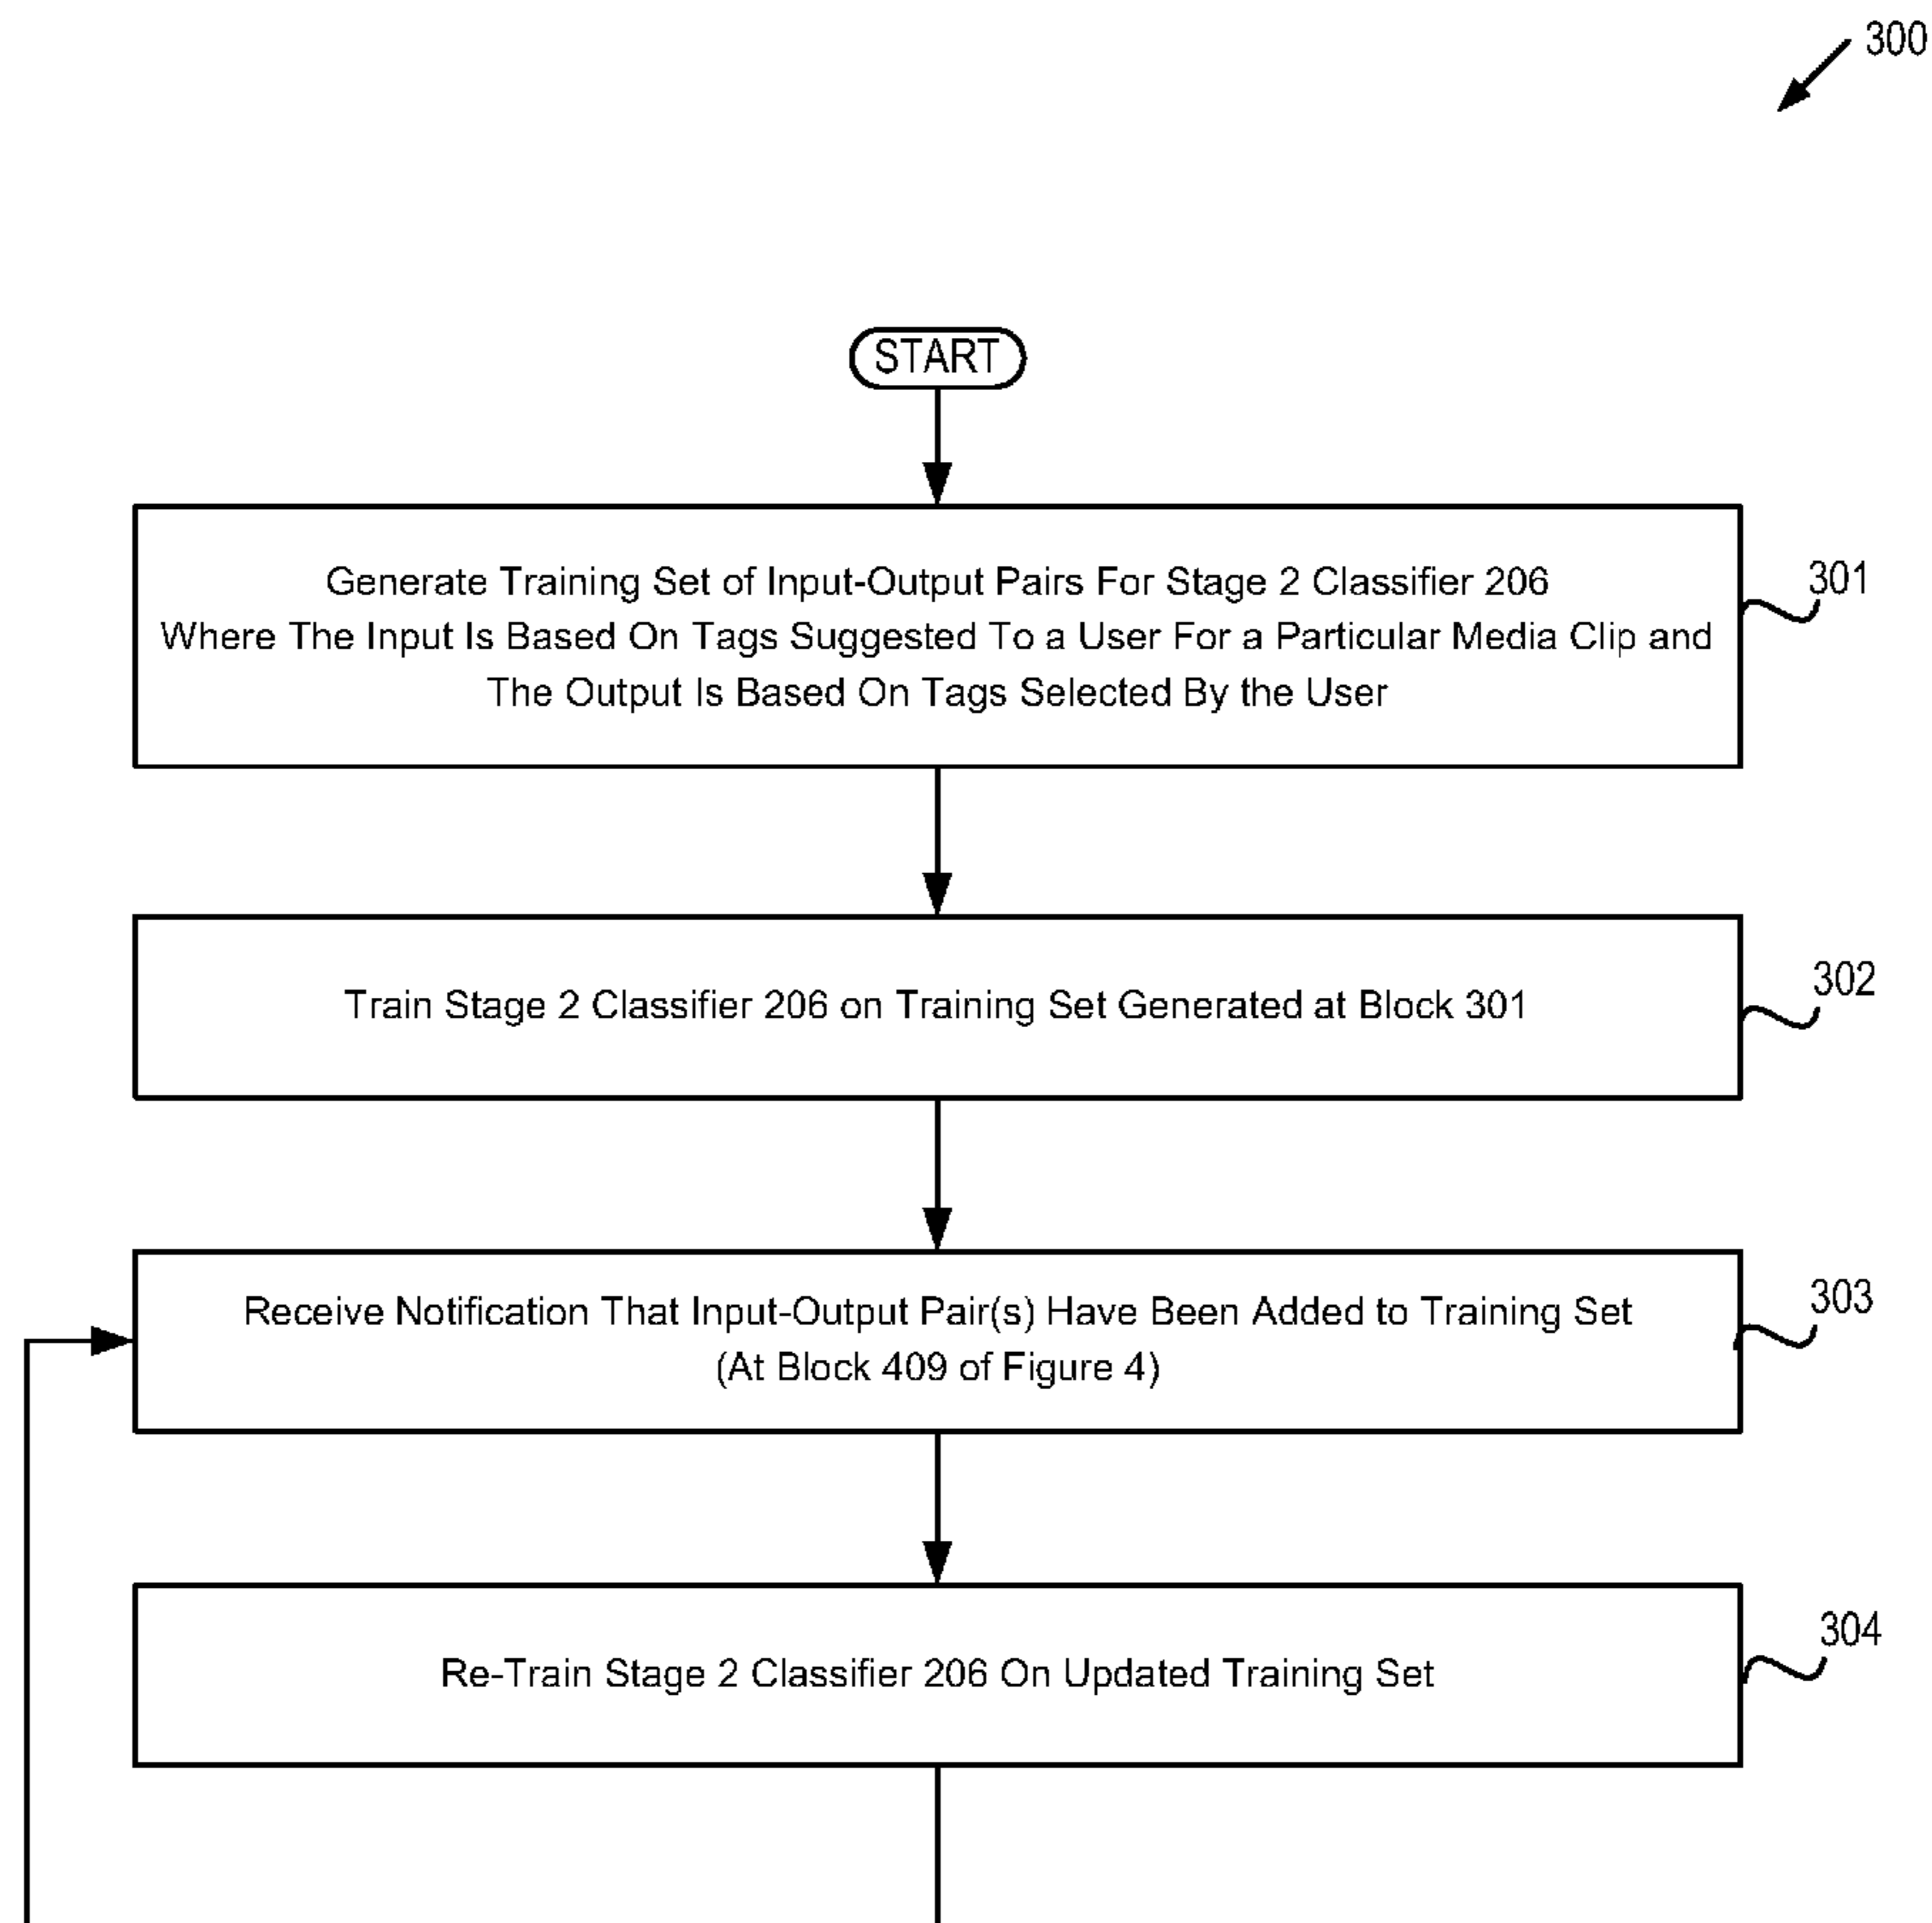 300
START
Generate Training Set of Input-Output Pairs For Stage 2 Classifier 206
Where The Input Is Based On Tags Suggested To a User For a Particular Media Clip and
The Output Is Based On Tags Selected By the User
301
Train Stage 2 Classifier 206 on Training Set Generated at Block 301
302
Receive Notification That Input-Output Pair(s) Have Been Added to Training Set
(At Block 409 of Figure 4)
303
Re-Train Stage 2 Classifier 206 On Updated Training Set
304